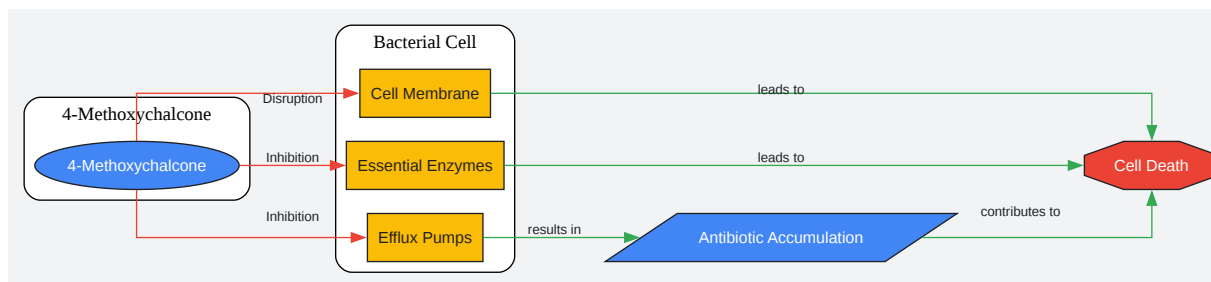 Bacterial Cell
4-Methoxychalcone
4-Methoxychalcone
Disruption
Cell Membrane
leads to
Inhibition
Essential Enzymes
leads to
Cell Death
Inhibition
Efflux Pumps
results in
Antibiotic Accumulation
contributes to